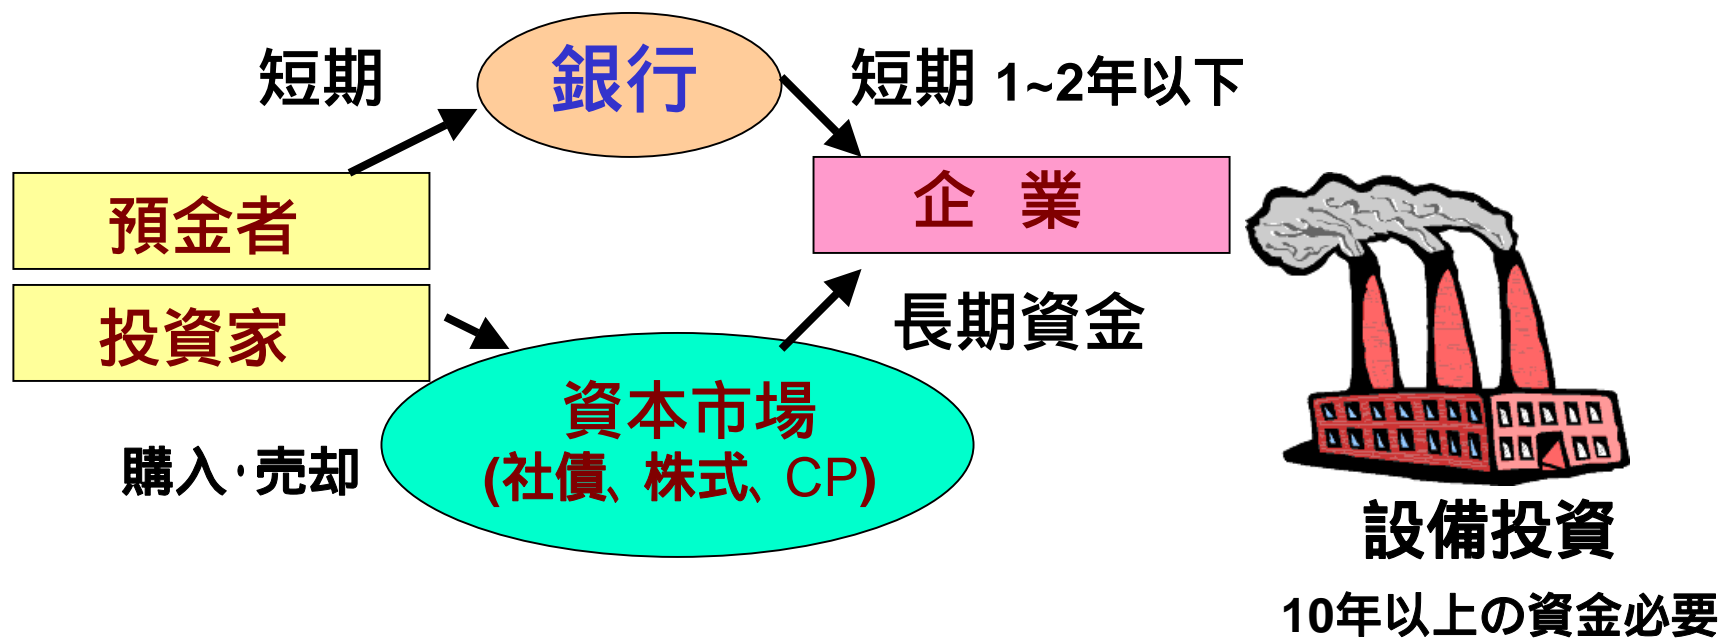 短期
銀行
短期 1~2年以下
預金者
企 業
投資家
長期資金
資本市場
(社債、株式、CP)
購入・売却
設備投資
10年以上の資金必要